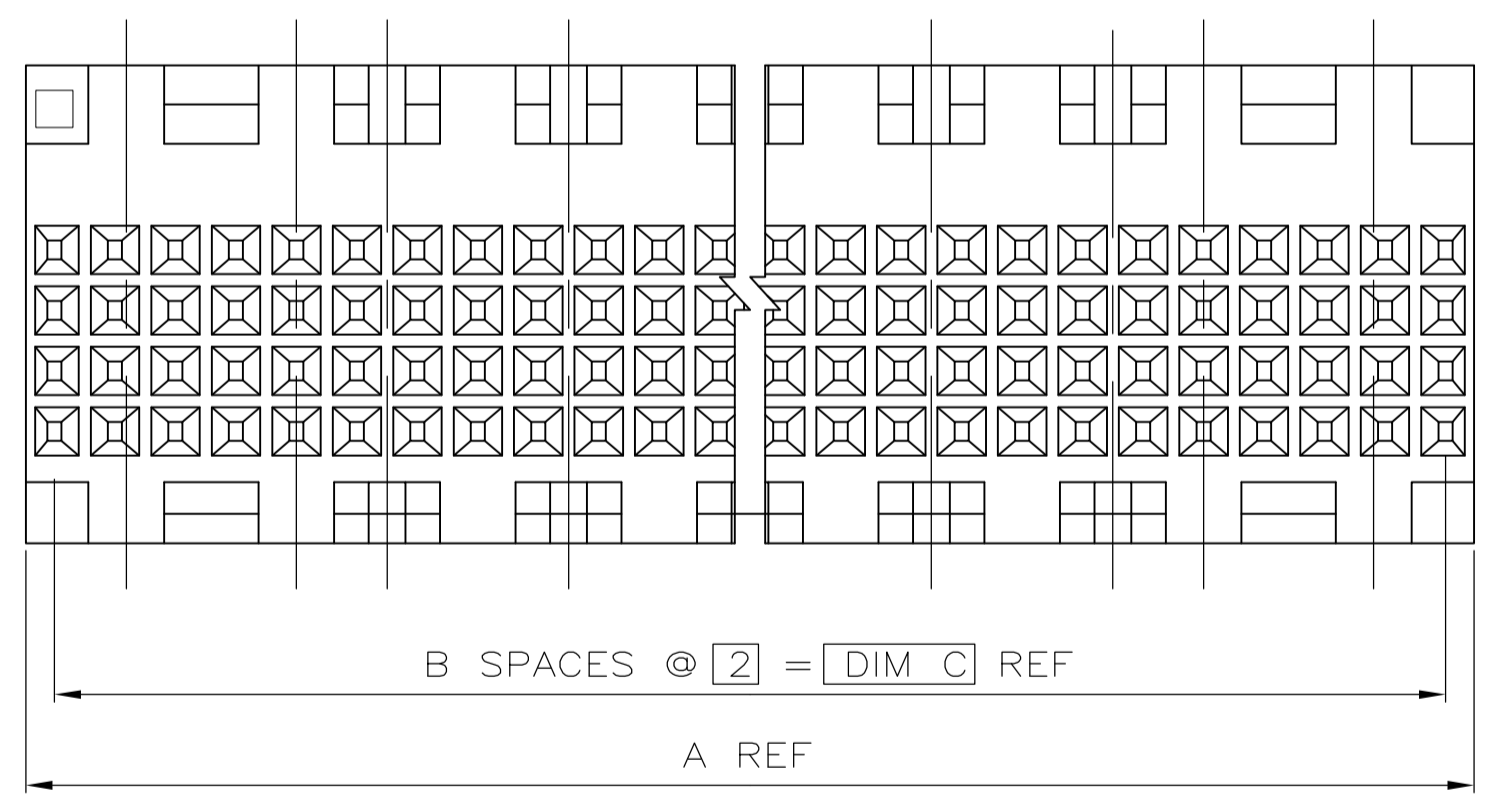 B SPACES @ 2 = DIM C REF
A REF